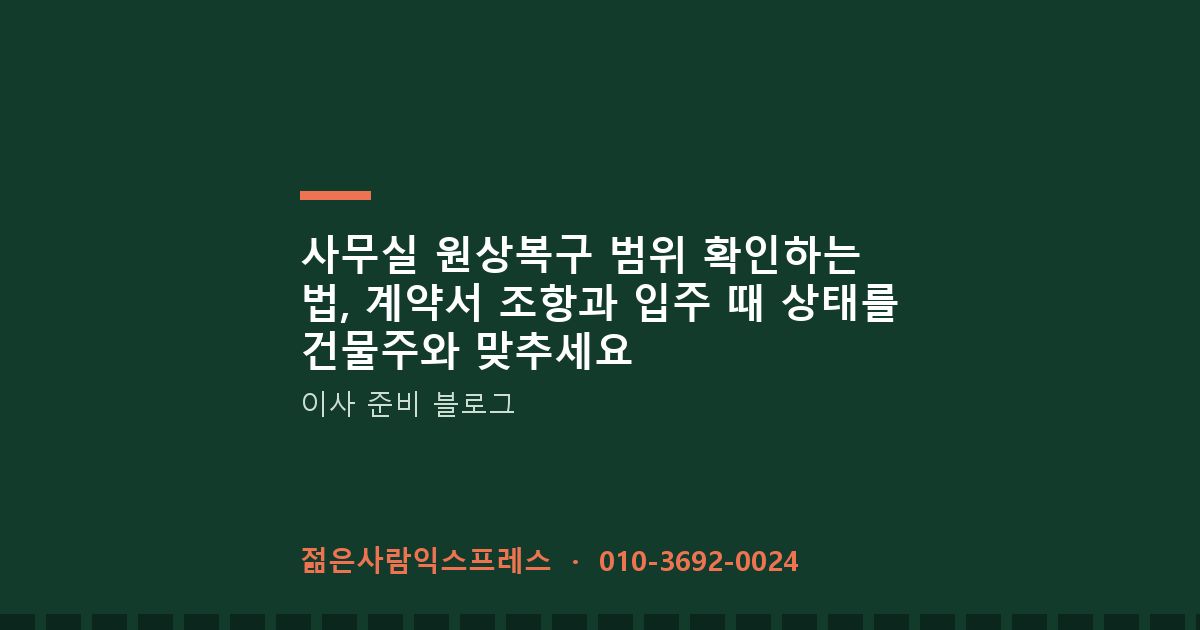 사무실 원상복구 범위 확인하는
법, 계약서 조항과 입주 때 상태를
건물주와 맞추세요
이사 준비 블로그
젊은사람익스프레스 · 010-3692-0024